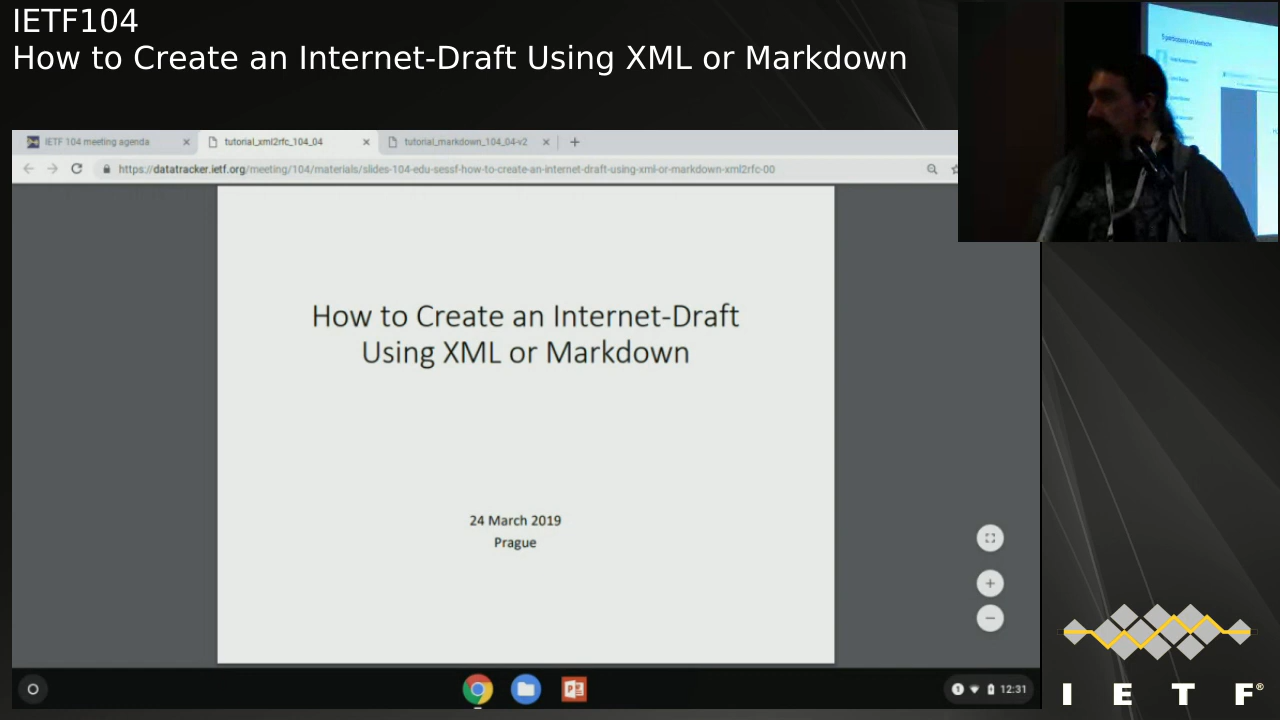 IETF104
How to Create an Internet-Draft Using XML or Markdown
IETF 104 meeting agenda
tutorial_xml2rfc_104_04
tutorial_markdown_104_04-v2
https://datatracker.ietf.org/meeting/104/materials/slides-104-edu-sessf-how-to-create-an-internet-draft-using-xml-or-markdown-xml2rfc-00
How to Create an Internet-Draft
Using XML or Markdown
24 March 2019
Prague
12:31
I E T F®